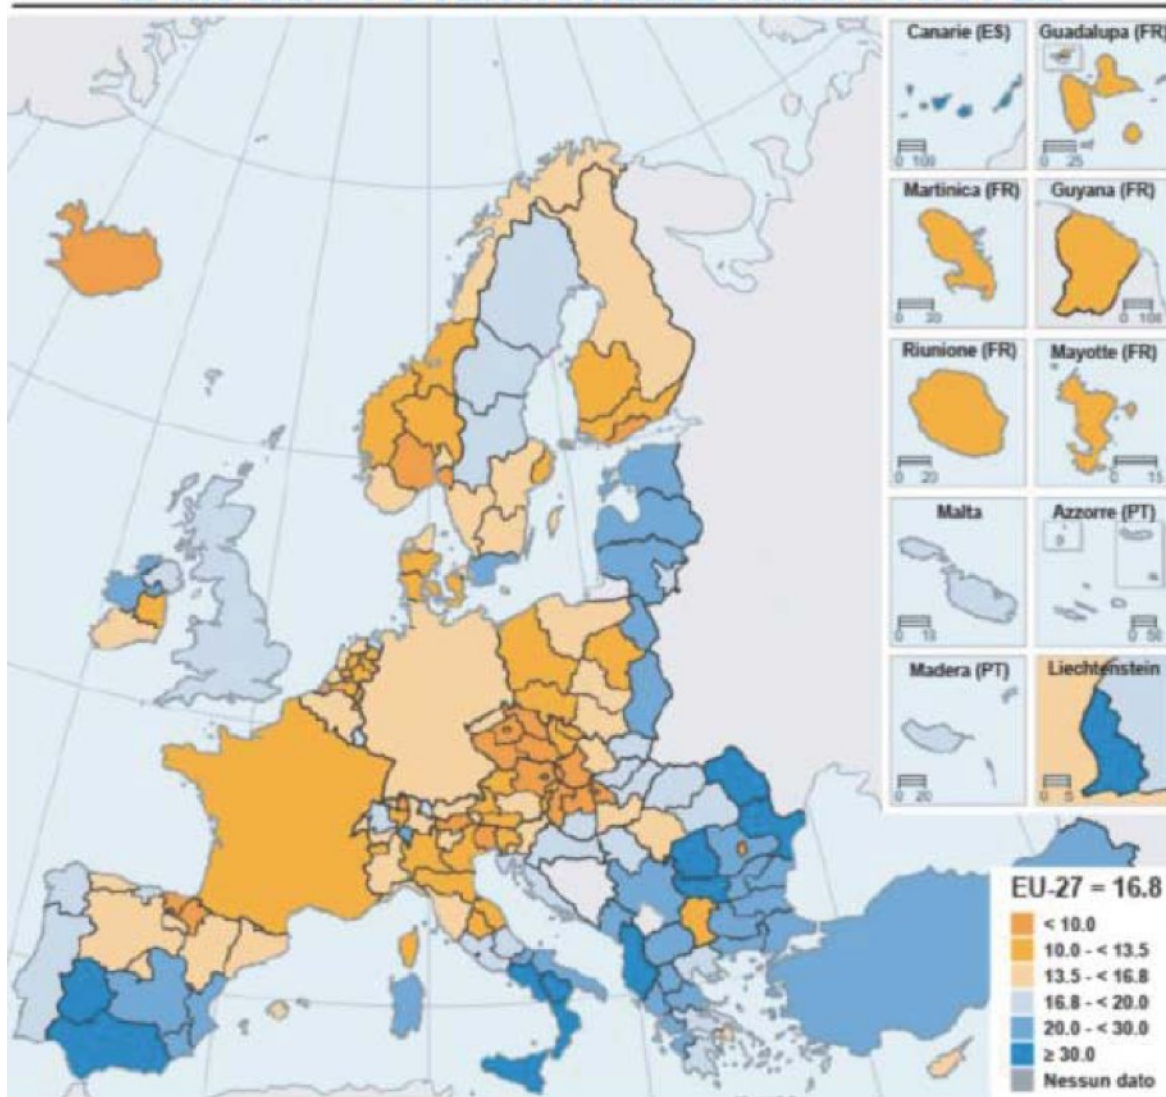 Canarie (ES)
0 100
Guadalupa (FR)
0 25
Martinica (FR)
0 20
Guyana (FR)
0 100
Riunione (FR)
0 20
Mayotte (FR)
0 15
Malta
0 10
Azzorre (PT)
0 50
Madera (PT)
0 20
Liechtenstein
0 5
EU-27 = 16.8
< 10.0
10.0 - < 13.5
13.5 - < 16.8
16.8 - < 20.0
20.0 - < 30.0
≥ 30.0
Nessun dato